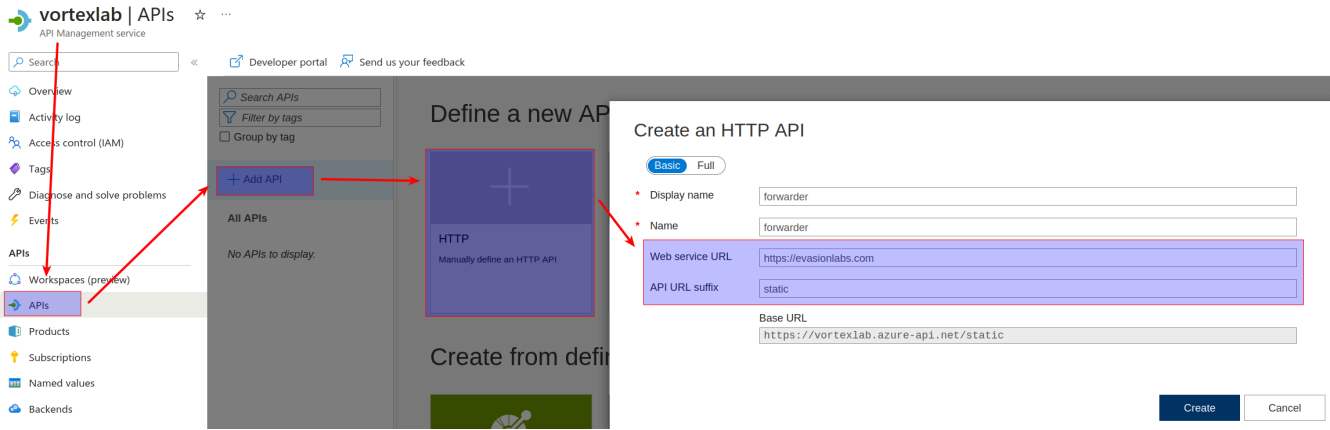 vortexlab | APIs
API Management service
Search
Overview
Activity log
Access control (IAM)
Tags
Diagnose and solve problems
Events
APIs
Workspaces (preview)
APIs
Products
Subscriptions
Named values
Backends
Developer portal
Send us your feedback
Search APIs
Filter by tags
Group by tag
Add API
All APIs
No APIs to display.
Define a new AP
HTTP
Manually define an HTTP API
Create from defi
Create an HTTP API
Basic Full
* Display name forwarder
* Name forwarder
Web service URL https://evasionlabs.com
API URL suffix static
Base URL
https://vortexlab.azure-api.net/static
Create Cancel